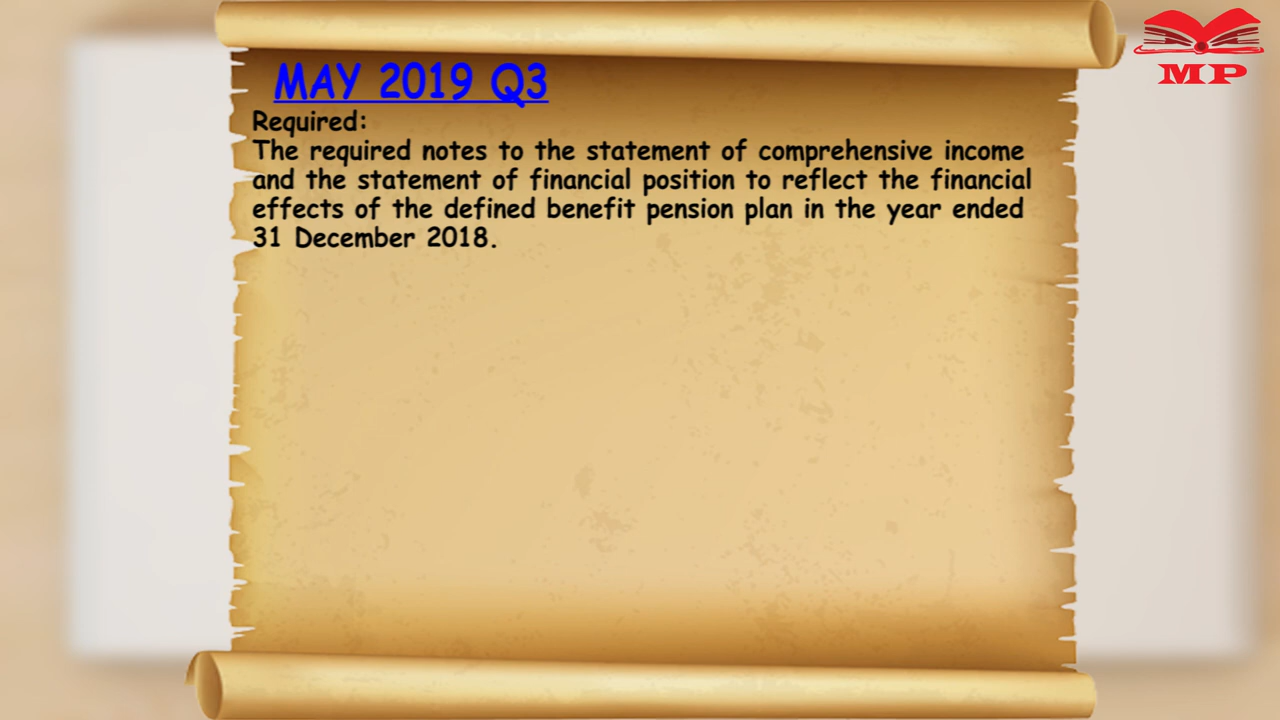 MP
MAY 2019 Q3
Required:
The required notes to the statement of comprehensive income
and the statement of financial position to reflect the financial
effects of the defined benefit pension plan in the year ended
31 December 2018.